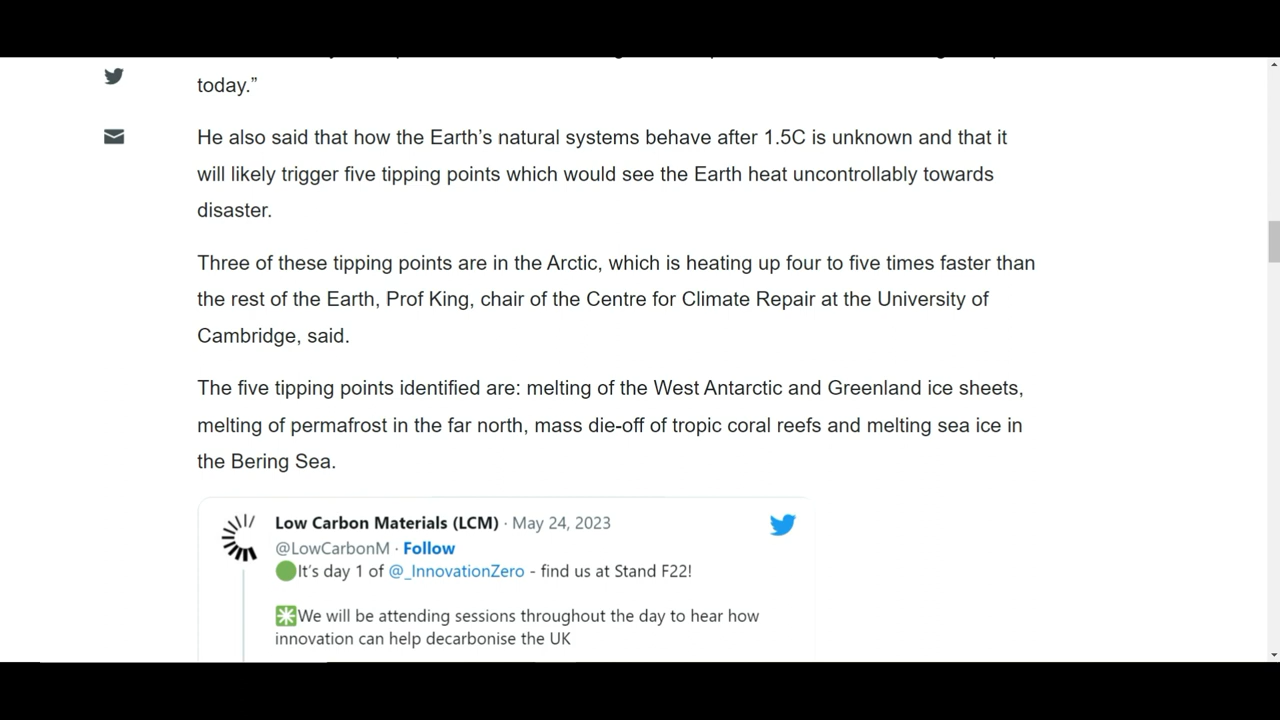 today.”
He also said that how the Earth’s natural systems behave after 1.5C is unknown and that it
will likely trigger five tipping points which would see the Earth heat uncontrollably towards
disaster.
Three of these tipping points are in the Arctic, which is heating up four to five times faster than
the rest of the Earth, Prof King, chair of the Centre for Climate Repair at the University of
Cambridge, said.
The five tipping points identified are: melting of the West Antarctic and Greenland ice sheets,
melting of permafrost in the far north, mass die-off of tropic coral reefs and melting sea ice in
the Bering Sea.
Low Carbon Materials (LCM) · May 24, 2023
@LowCarbonM · Follow
It’s day 1 of @_InnovationZero - find us at Stand F22!
We will be attending sessions throughout the day to hear how
innovation can help decarbonise the UK